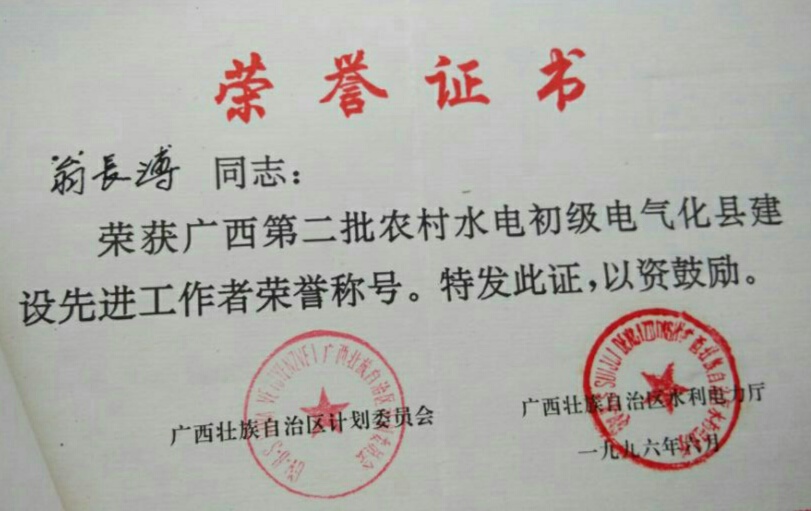 荣誉证书
翁長溥 同志：
荣获广西第二批农村水电初级电气化县建
设先进工作者荣誉称号。特发此证，以资鼓励。
广西壮族自治区计划委员会
广西壮族自治区水利电力厅
一九九六年六月